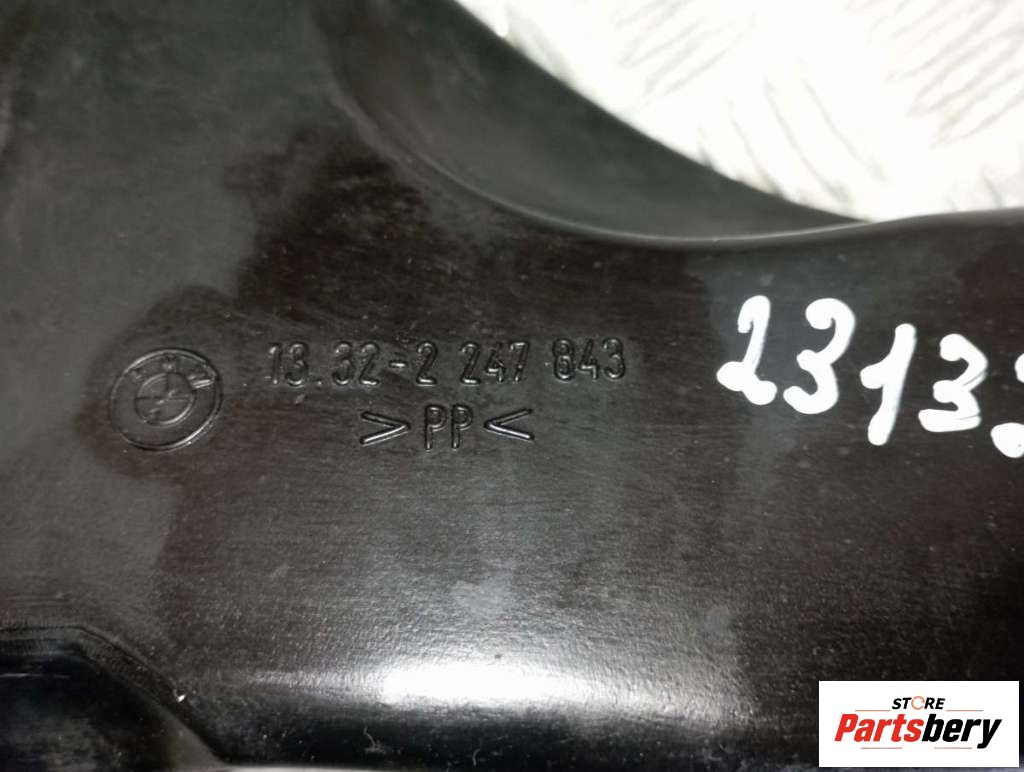 13.32-2 247 843
>PP<
2313
STORE
Partsbery